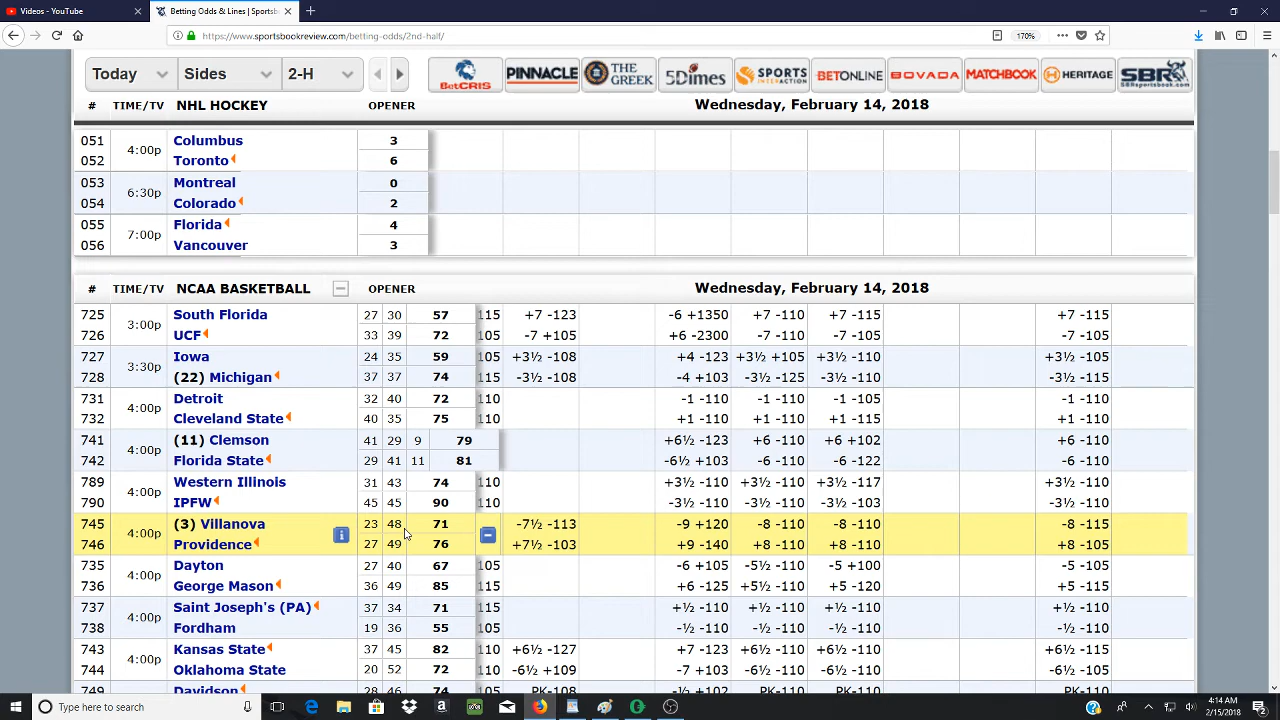 Videos - YouTube
Betting Odds & Lines | Sportsb
https://www.sportsbookreview.com/betting-odds/2nd-half/
170%
Today Sides 2-H BetCRIS PINNACLE THE GREEK 5Dimes SPORTS INTERACTION BETONLINE BOVADA MATCHBOOK HERITAGE SBR SBRsportsbook.com
# TIME/TV NHL HOCKEY OPENER Wednesday, February 14, 2018
051 4:00p Columbus 3
052 Toronto 6
053 6:30p Montreal 0
054 Colorado 2
055 7:00p Florida 4
056 Vancouver 3
# TIME/TV NCAA BASKETBALL OPENER Wednesday, February 14, 2018
725 3:00p South Florida 27 30 57 115 +7 -123 -6 +1350 +7 -110 +7 -115 +7 -115
726 UCF 33 39 72 105 -7 +105 +6 -2300 -7 -110 -7 -105 -7 -105
727 3:30p Iowa 24 35 59 105 +3½ -108 +4 -123 +3½ +105 +3½ -110 +3½ -105
728 (22) Michigan 37 37 74 115 -3½ -108 -4 +103 -3½ -125 -3½ -110 -3½ -115
731 4:00p Detroit 32 40 72 110 -1 -110 -1 -105 -1 -110
732 Cleveland State 40 35 75 110 +1 -110 +1 -110 +1 -115 +1 -110
741 4:00p (11) Clemson 41 29 9 79 +6½ -123 +6 -110 +6 +102 +6 -110
742 Florida State 29 41 11 81 -6½ +103 -6 -110 -6 -122 -6 -110
789 4:00p Western Illinois 31 43 74 110 +3½ -110 +3½ -110 +3½ -117 +3½ -110
790 IPFW 45 45 90 110 -3½ -110 -3½ -110 -3½ -103 -3½ -110
745 4:00p (3) Villanova 23 48 71 -7½ -113 -9 +120 -8 -110 -8 -110 -8 -115
746 Providence 27 49 76 +7½ -103 +9 -140 +8 -110 +8 -110 +8 -105
735 4:00p Dayton 27 40 67 105 -6 +105 -5½ -110 -5 +100 -5 -105
736 George Mason 36 49 85 115 +6 -125 +5½ -110 +5 -120 +5 -115
737 4:00p Saint Joseph's (PA) 37 34 71 115 +½ -110 +½ -110 +½ -110 +½ -110
738 Fordham 19 36 55 105 -½ -110 -½ -110 -½ -110 -½ -110
743 4:00p Kansas State 37 45 82 110 +6½ -127 +7 -123 +6½ -110 +6½ -110 +6½ -115
744 Oklahoma State 20 52 72 110 -6½ +109 -7 +103 -6½ -110 -6½ -110 -6½ -105
749 Davidson 28 46 74 105 PK-108 -½ +102 PK-110 PK-110 PK-110
Type here to search
4:14 AM
2/15/2018